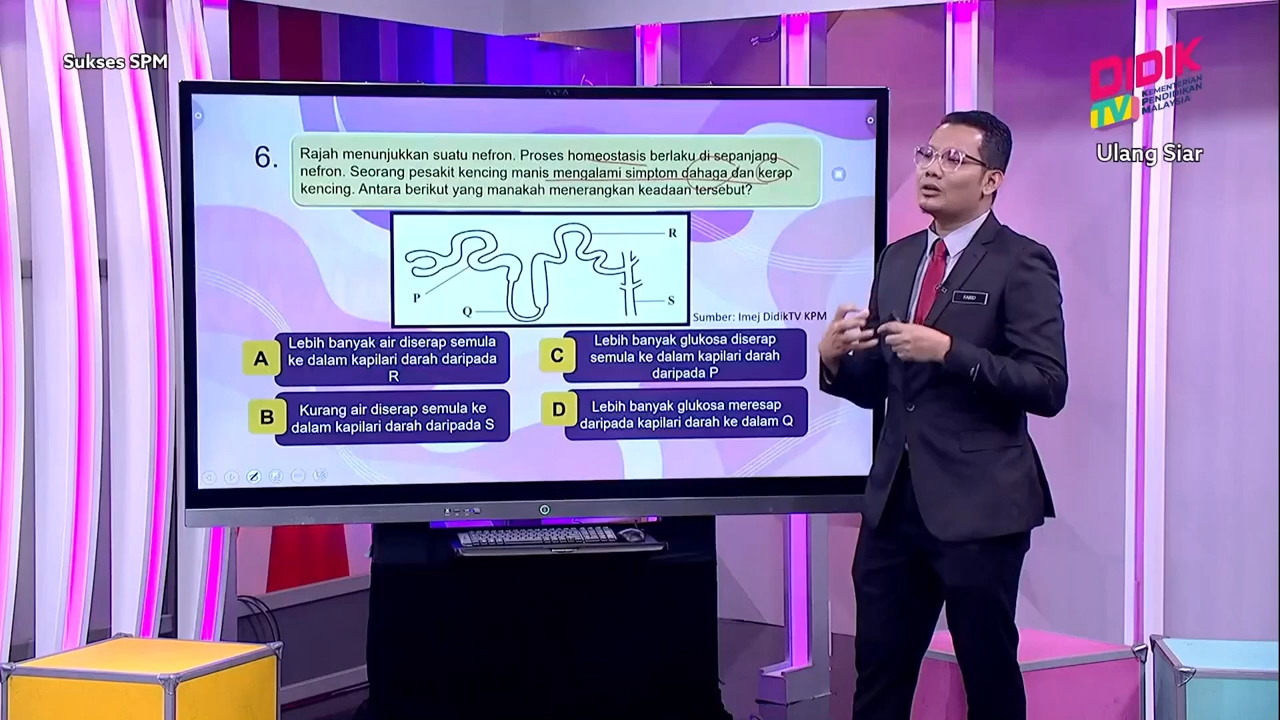 Sukses SPM
DIDIK
TV
KEMENTERIAN
PENDIDIKAN
MALAYSIA
Ulang Siar
6.
Rajah menunjukkan suatu nefron. Proses homeostasis berlaku di sepanjang
nefron. Seorang pesakit kencing manis mengalami simptom dahaga dan kerap
kencing. Antara berikut yang manakah menerangkan keadaan tersebut?
R
P
Q
S
Sumber: Imej DidikTV KPM
A
Lebih banyak air diserap semula
ke dalam kapilari darah daripada
R
B
Kurang air diserap semula ke
dalam kapilari darah daripada S
C
Lebih banyak glukosa diserap
semula ke dalam kapilari darah
daripada P
D
Lebih banyak glukosa meresap
daripada kapilari darah ke dalam Q